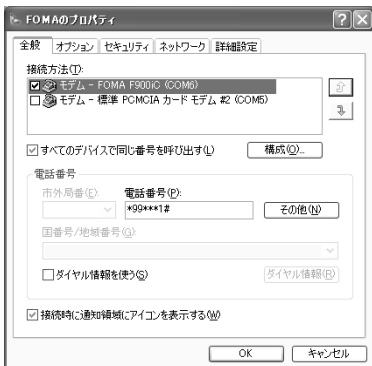 FOMAのプロパティ
全般 オプション セキュリティ ネットワーク 詳細設定
接続方法(T):
モデム - FOMA F900iC (COM6)
モデム - 標準 PCMCIA カード モデム #2 (COM5)
すべてのデバイスで同じ番号を呼び出す(L) 構成(O)...
電話番号
市外局番(E): 電話番号(P):
*99***1# その他(N)
国番号/地域番号(G):
ダイヤル情報を使う(S) ダイヤル情報(R)
接続時に通知領域にアイコンを表示する(W)
OK キャンセル